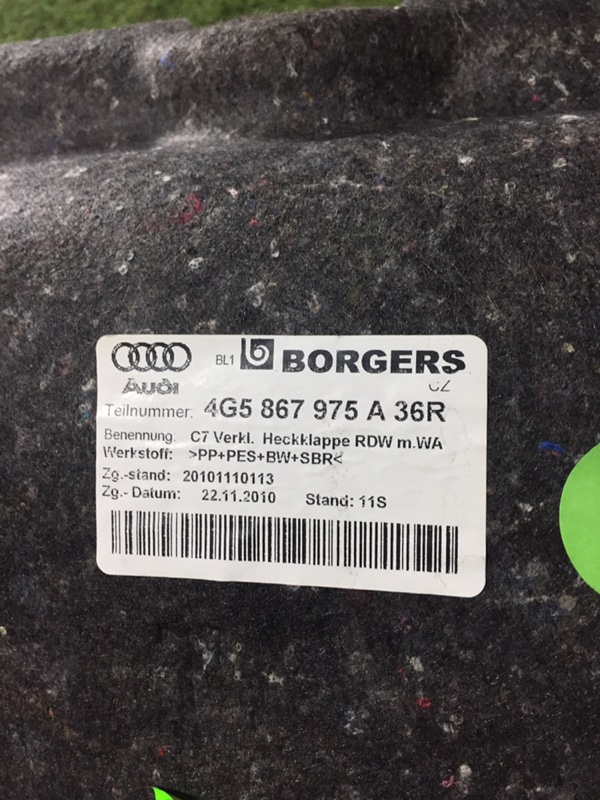 BL1 BORGERS
Audi
CZ
Teilnummer: 4G5 867 975 A 36R
Benennung: C7 Verkl. Heckklappe RDW m.WA
Werkstoff: >PP+PES+BW+SBR<
Zg.-stand: 20101110113
Zg.- Datum: 22.11.2010 Stand: 11S